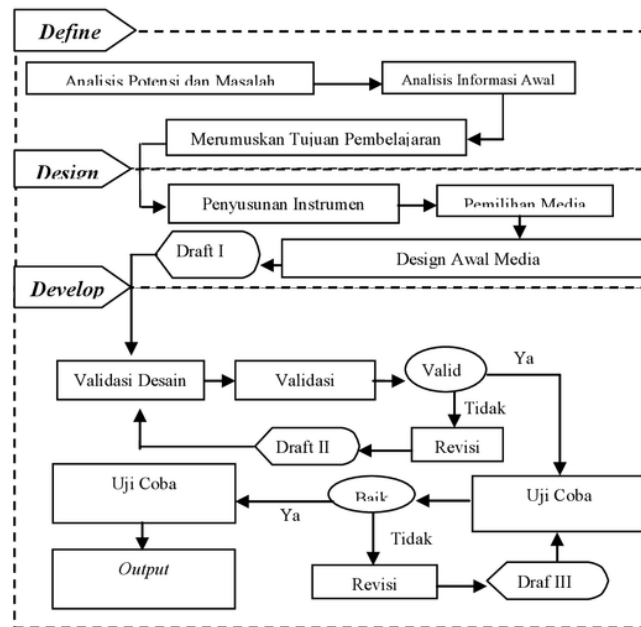 Define
Analisis Potensi dan Masalah
Analisis Informasi Awal
Merumuskan Tujuan Pembelajaran
Design
Penyusunan Instrumen
Pemilihan Media
Draft I
Design Awal Media
Develop
Validasi Desain
Validasi
Valid
Ya
Tidak
Draft II
Revisi
Uji Coba
Baik
Uji Coba
Ya
Tidak
Output
Revisi
Draf III